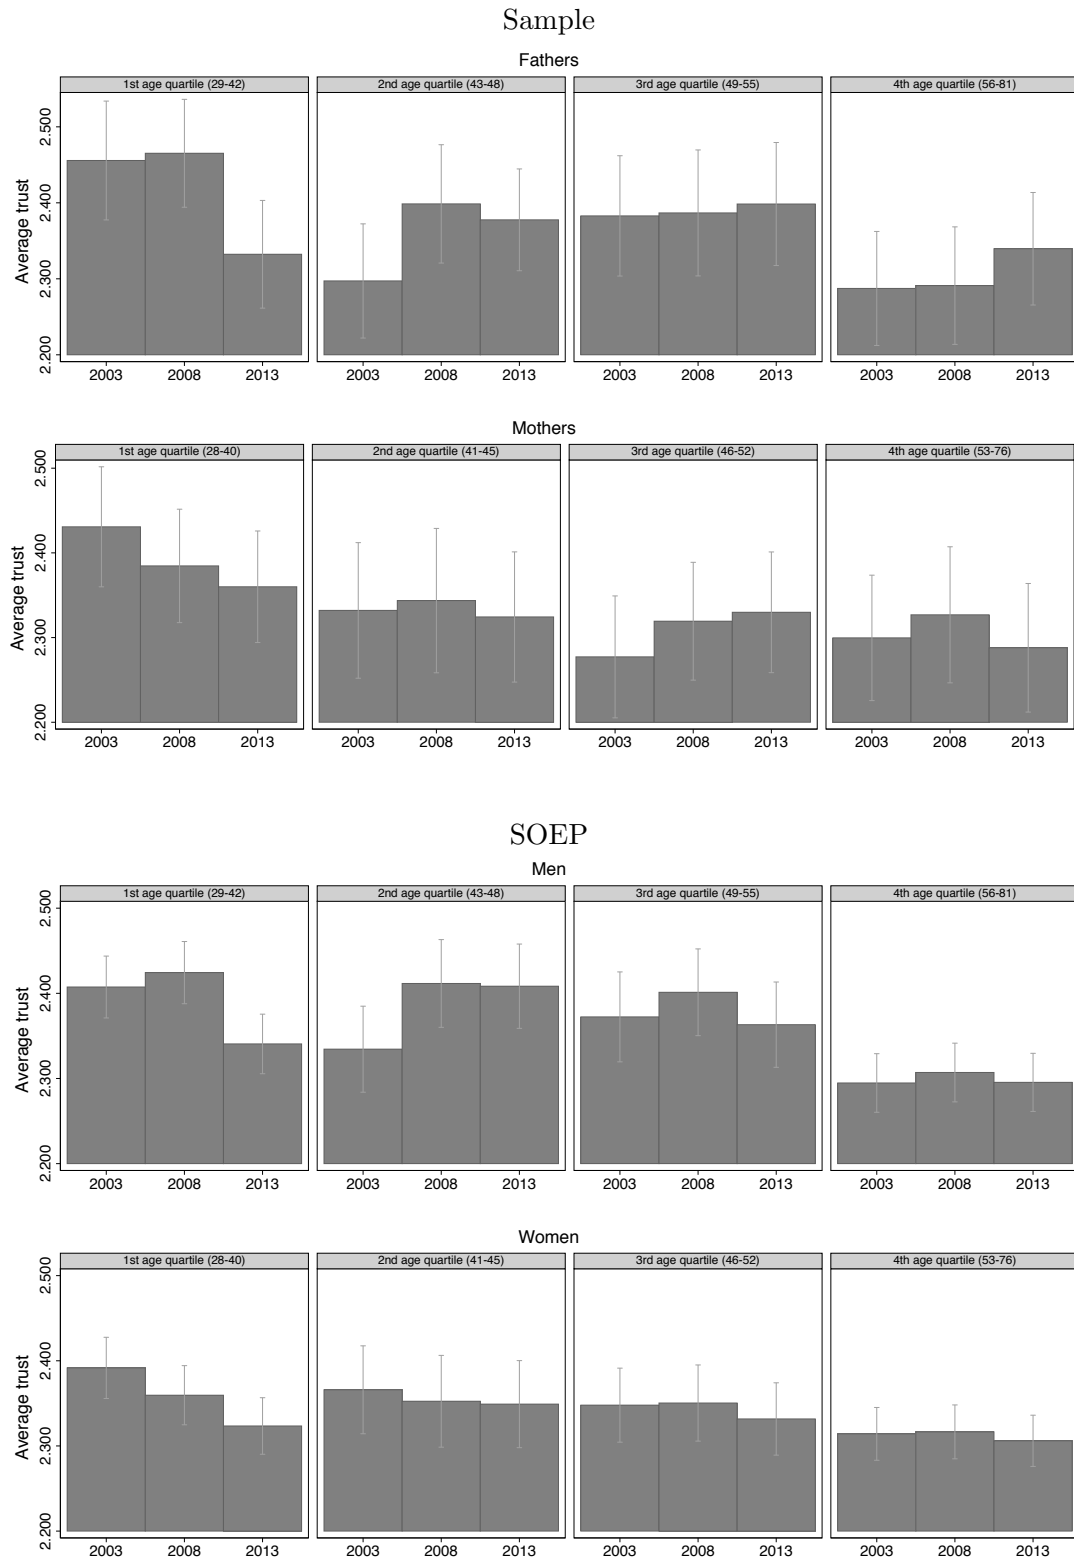 Sample
Fathers
1st age quartile (29-42) 2nd age quartile (43-48) 3rd age quartile (49-55) 4th age quartile (56-81)
Average trust
2.500
2.400
2.300
2.200
2003 2008 2013 2003 2008 2013 2003 2008 2013 2003 2008 2013
Mothers
1st age quartile (28-40) 2nd age quartile (41-45) 3rd age quartile (46-52) 4th age quartile (53-76)
Average trust
2.500
2.400
2.300
2.200
2003 2008 2013 2003 2008 2013 2003 2008 2013 2003 2008 2013
SOEP
Men
1st age quartile (29-42) 2nd age quartile (43-48) 3rd age quartile (49-55) 4th age quartile (56-81)
Average trust
2.500
2.400
2.300
2.200
2003 2008 2013 2003 2008 2013 2003 2008 2013 2003 2008 2013
Women
1st age quartile (28-40) 2nd age quartile (41-45) 3rd age quartile (46-52) 4th age quartile (53-76)
Average trust
2.500
2.400
2.300
2.200
2003 2008 2013 2003 2008 2013 2003 2008 2013 2003 2008 2013